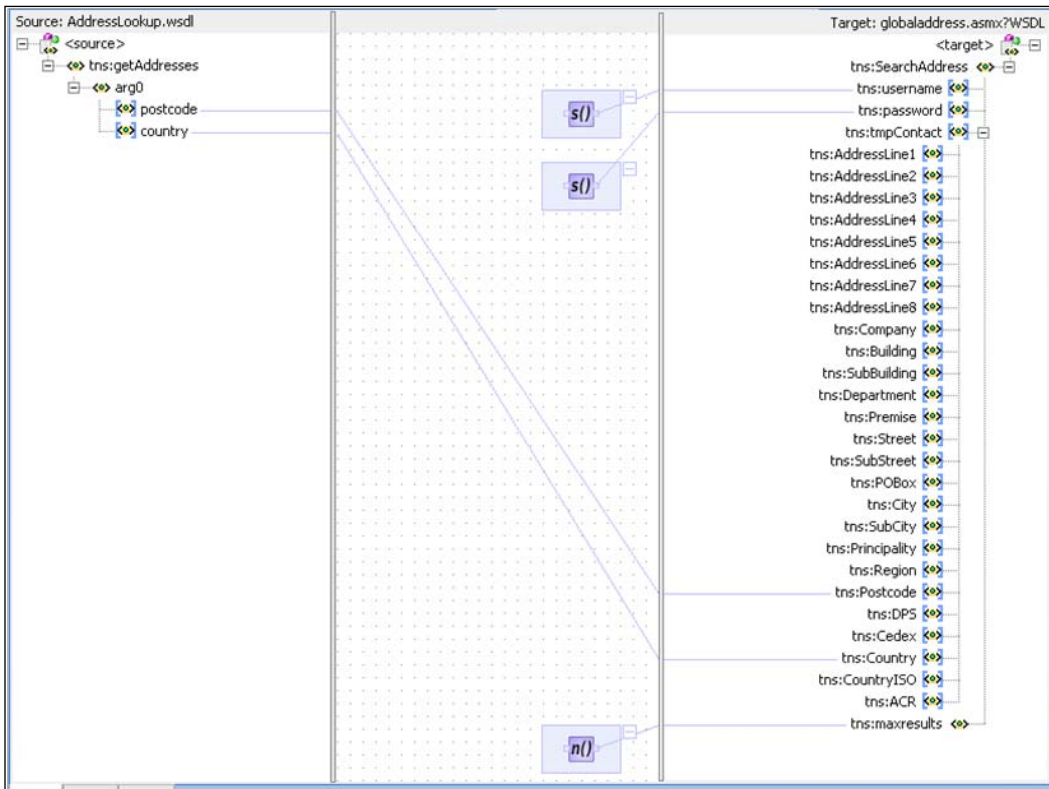 Source: AddressLookup.wsdl
Target: globaladdress.asmx?WSDL
<source>
tns:getAddresses
arg0
postcode
country
s()
s()
n()
<target>
tns:SearchAddress
tns:username
tns:password
tns:tmpContact
tns:AddressLine1
tns:AddressLine2
tns:AddressLine3
tns:AddressLine4
tns:AddressLine5
tns:AddressLine6
tns:AddressLine7
tns:AddressLine8
tns:Company
tns:Building
tns:SubBuilding
tns:Department
tns:Premise
tns:Street
tns:SubStreet
tns:POBox
tns:City
tns:SubCity
tns:Principality
tns:Region
tns:Postcode
tns:DPS
tns:Cedex
tns:Country
tns:CountryISO
tns:ACR
tns:maxresults